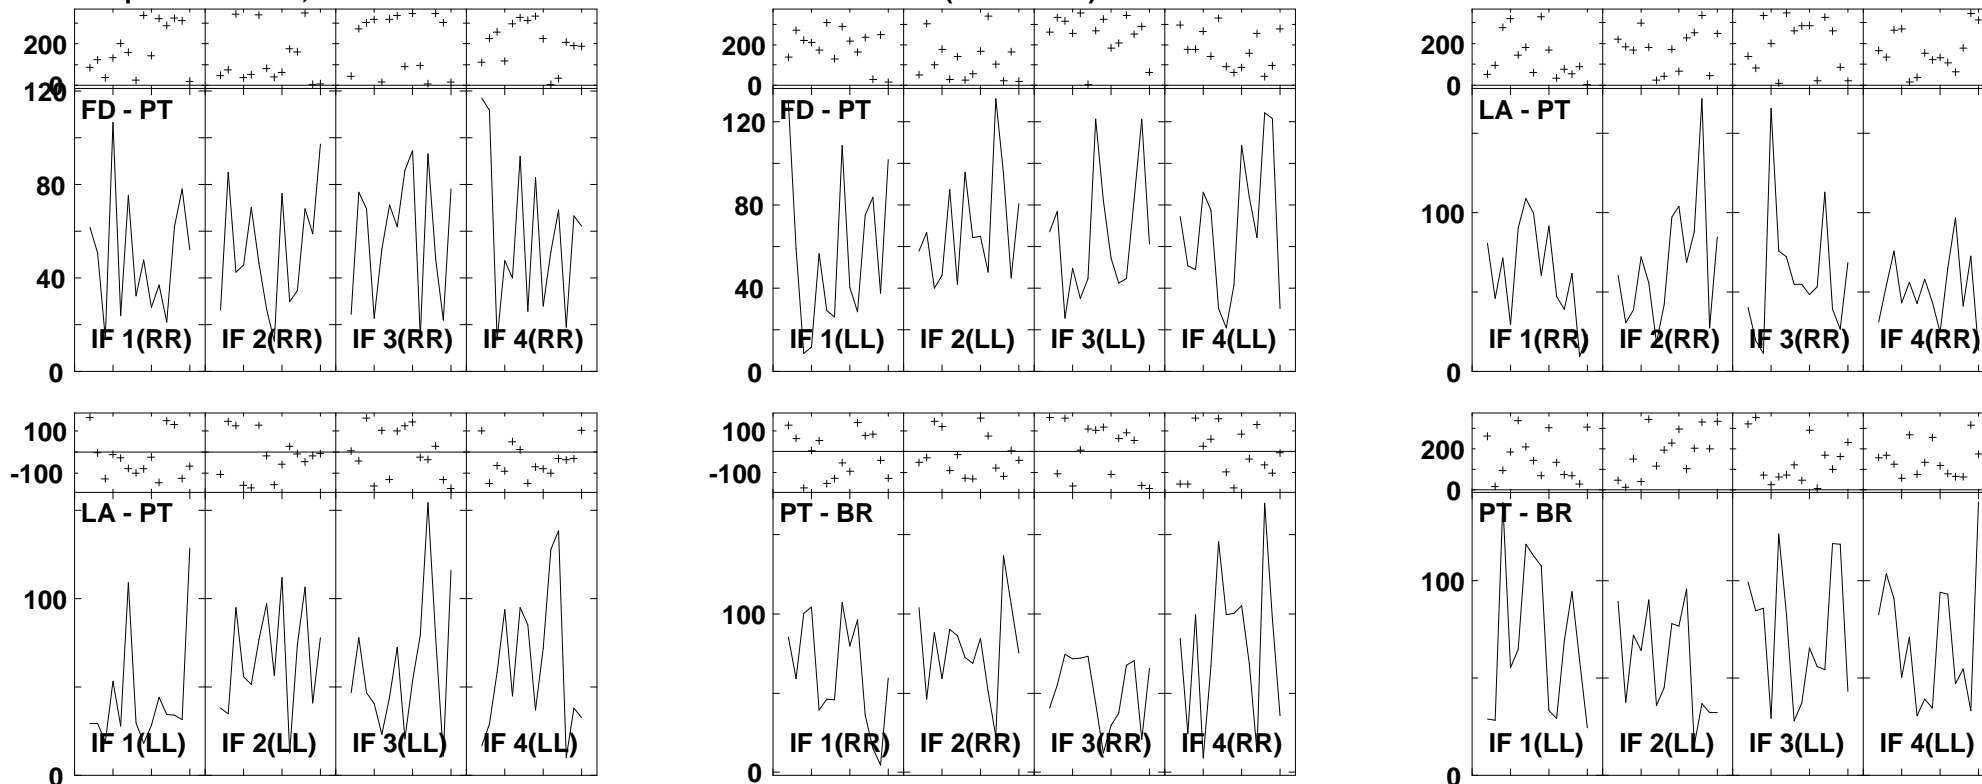 200
0
120
FD - PT
80
40
IF 1(RR) IF 2(RR) IF 3(RR) IF 4(RR)
0
200
0
120
FD - PT
80
40
IF 1(LL) IF 2(LL) IF 3(LL) IF 4(LL)
0
200
0
LA - PT
100
IF 1(RR) IF 2(RR) IF 3(RR) IF 4(RR)
0
100
-100
LA - PT
100
IF 1(LL) IF 2(LL) IF 3(LL) IF 4(LL)
0
100
-100
PT - BR
100
IF 1(RR) IF 2(RR) IF 3(RR) IF 4(RR)
0
200
0
PT - BR
100
IF 1(LL) IF 2(LL) IF 3(LL) IF 4(LL)
0